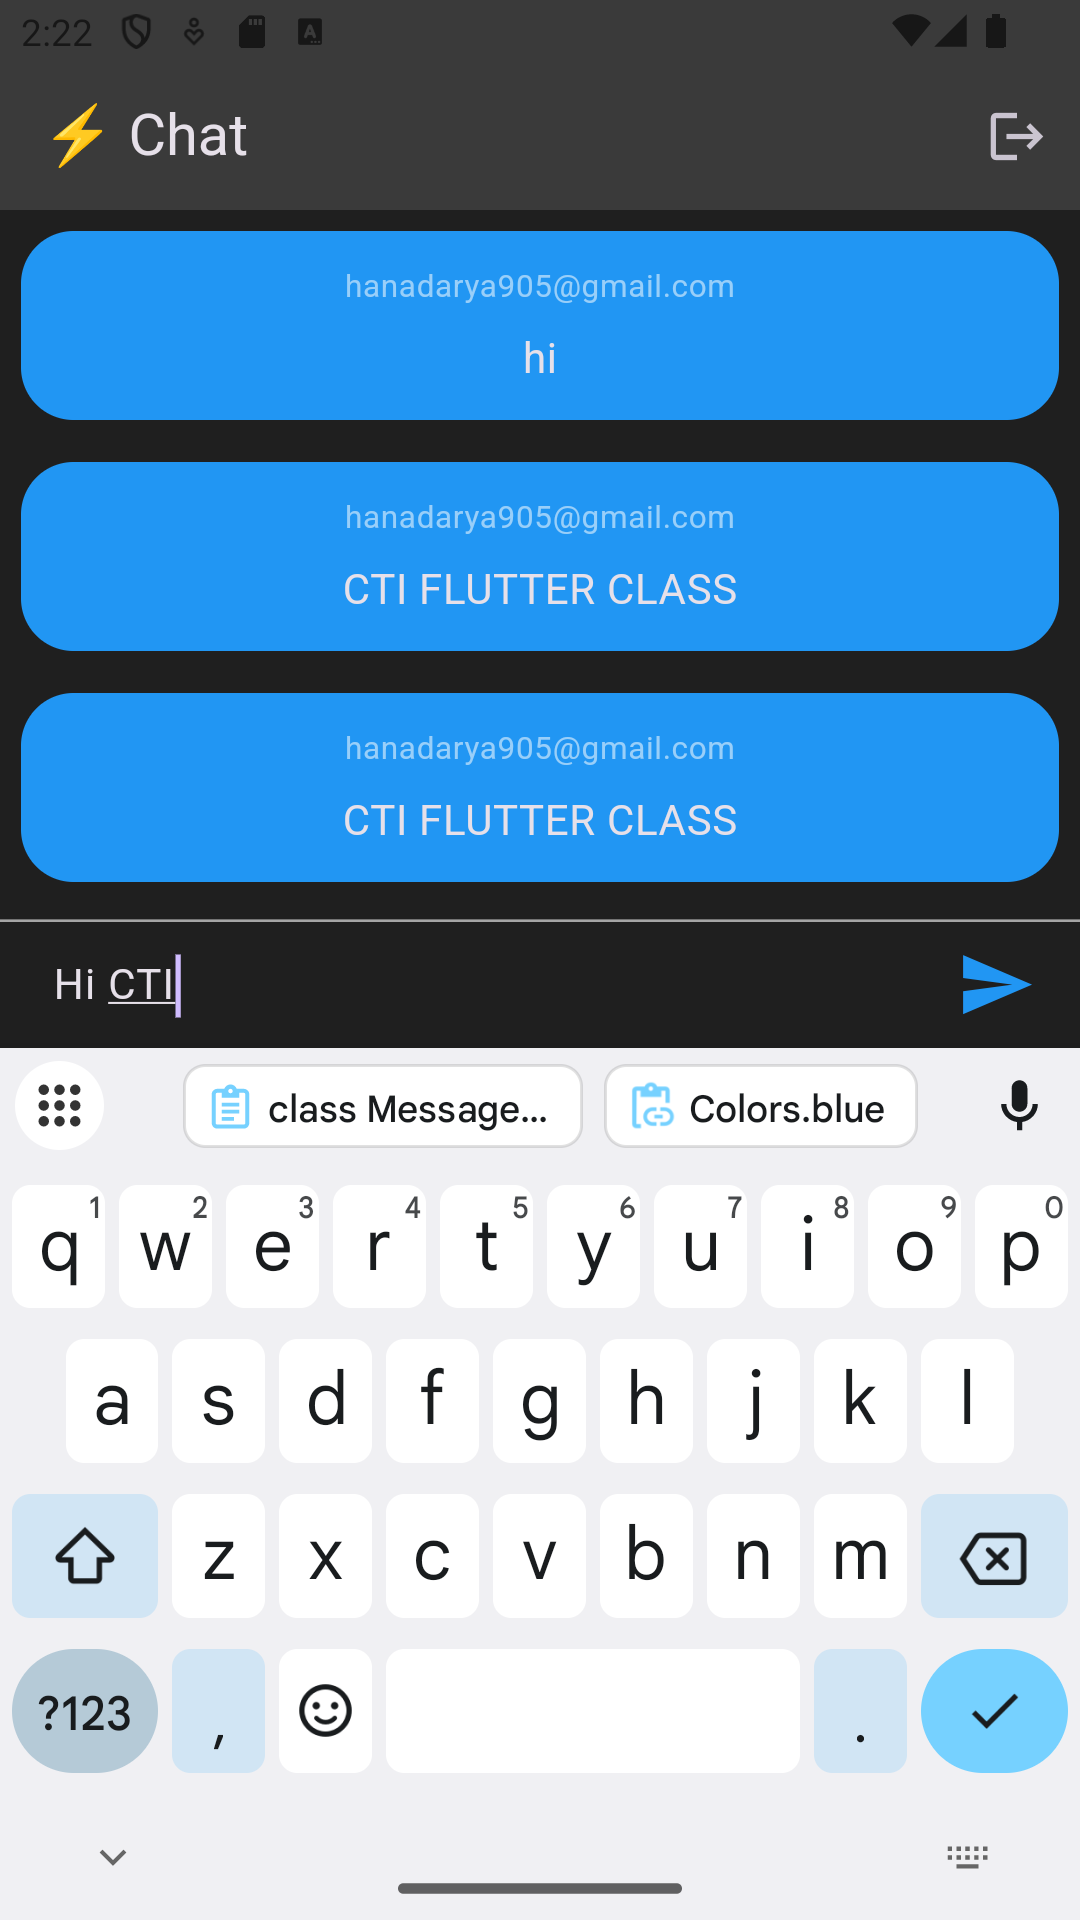 2:22
⚡ Chat
hanadarya905@gmail.com
hi
hanadarya905@gmail.com
CTI FLUTTER CLASS
hanadarya905@gmail.com
CTI FLUTTER CLASS
Hi CTI
class Message... Colors.blue
1 2 3 4 5 6 7 8 9 0
q w e r t y u i o p
a s d f g h j k l
z x c v b n m
?123 , .